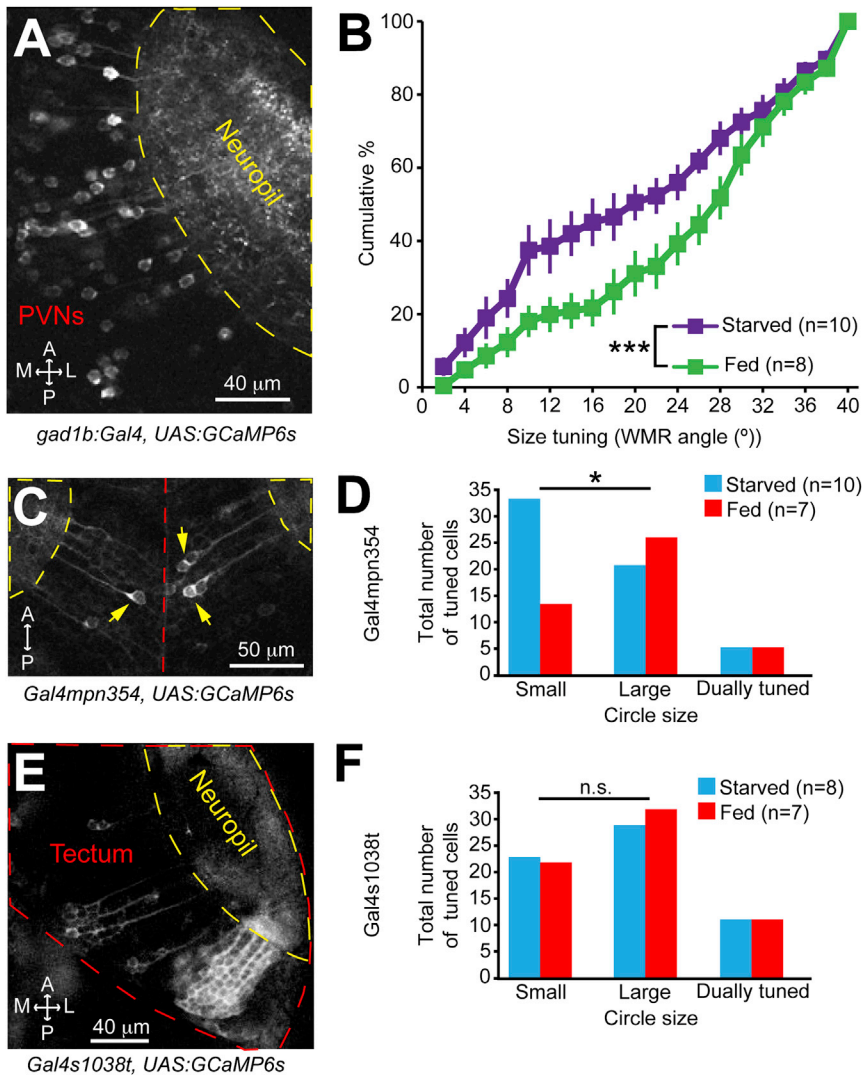 A
Neuropil
PVNs
A
M L
P
40 μm
gad1b:Gal4, UAS:GCaMP6s
B
100
80
60
40
20
0
Cumulative %
0 4 8 12 16 20 24 28 32 36 40
Size tuning (WMR angle (º))
***
Starved (n=10)
Fed (n=8)
C
A
P
50 μm
Gal4mpn354, UAS:GCaMP6s
D
Gal4mpn354
Total number
of tuned cells
35
30
25
20
15
10
5
0
*
Starved (n=10)
Fed (n=7)
Small Large Dually tuned
Circle size
E
Neuropil
Tectum
A
M L
P
40 μm
Gal4s1038t, UAS:GCaMP6s
F
Gal4s1038t
Total number
of tuned cells
35
30
25
20
15
10
5
0
n.s.
Starved (n=8)
Fed (n=7)
Small Large Dually tuned
Circle size